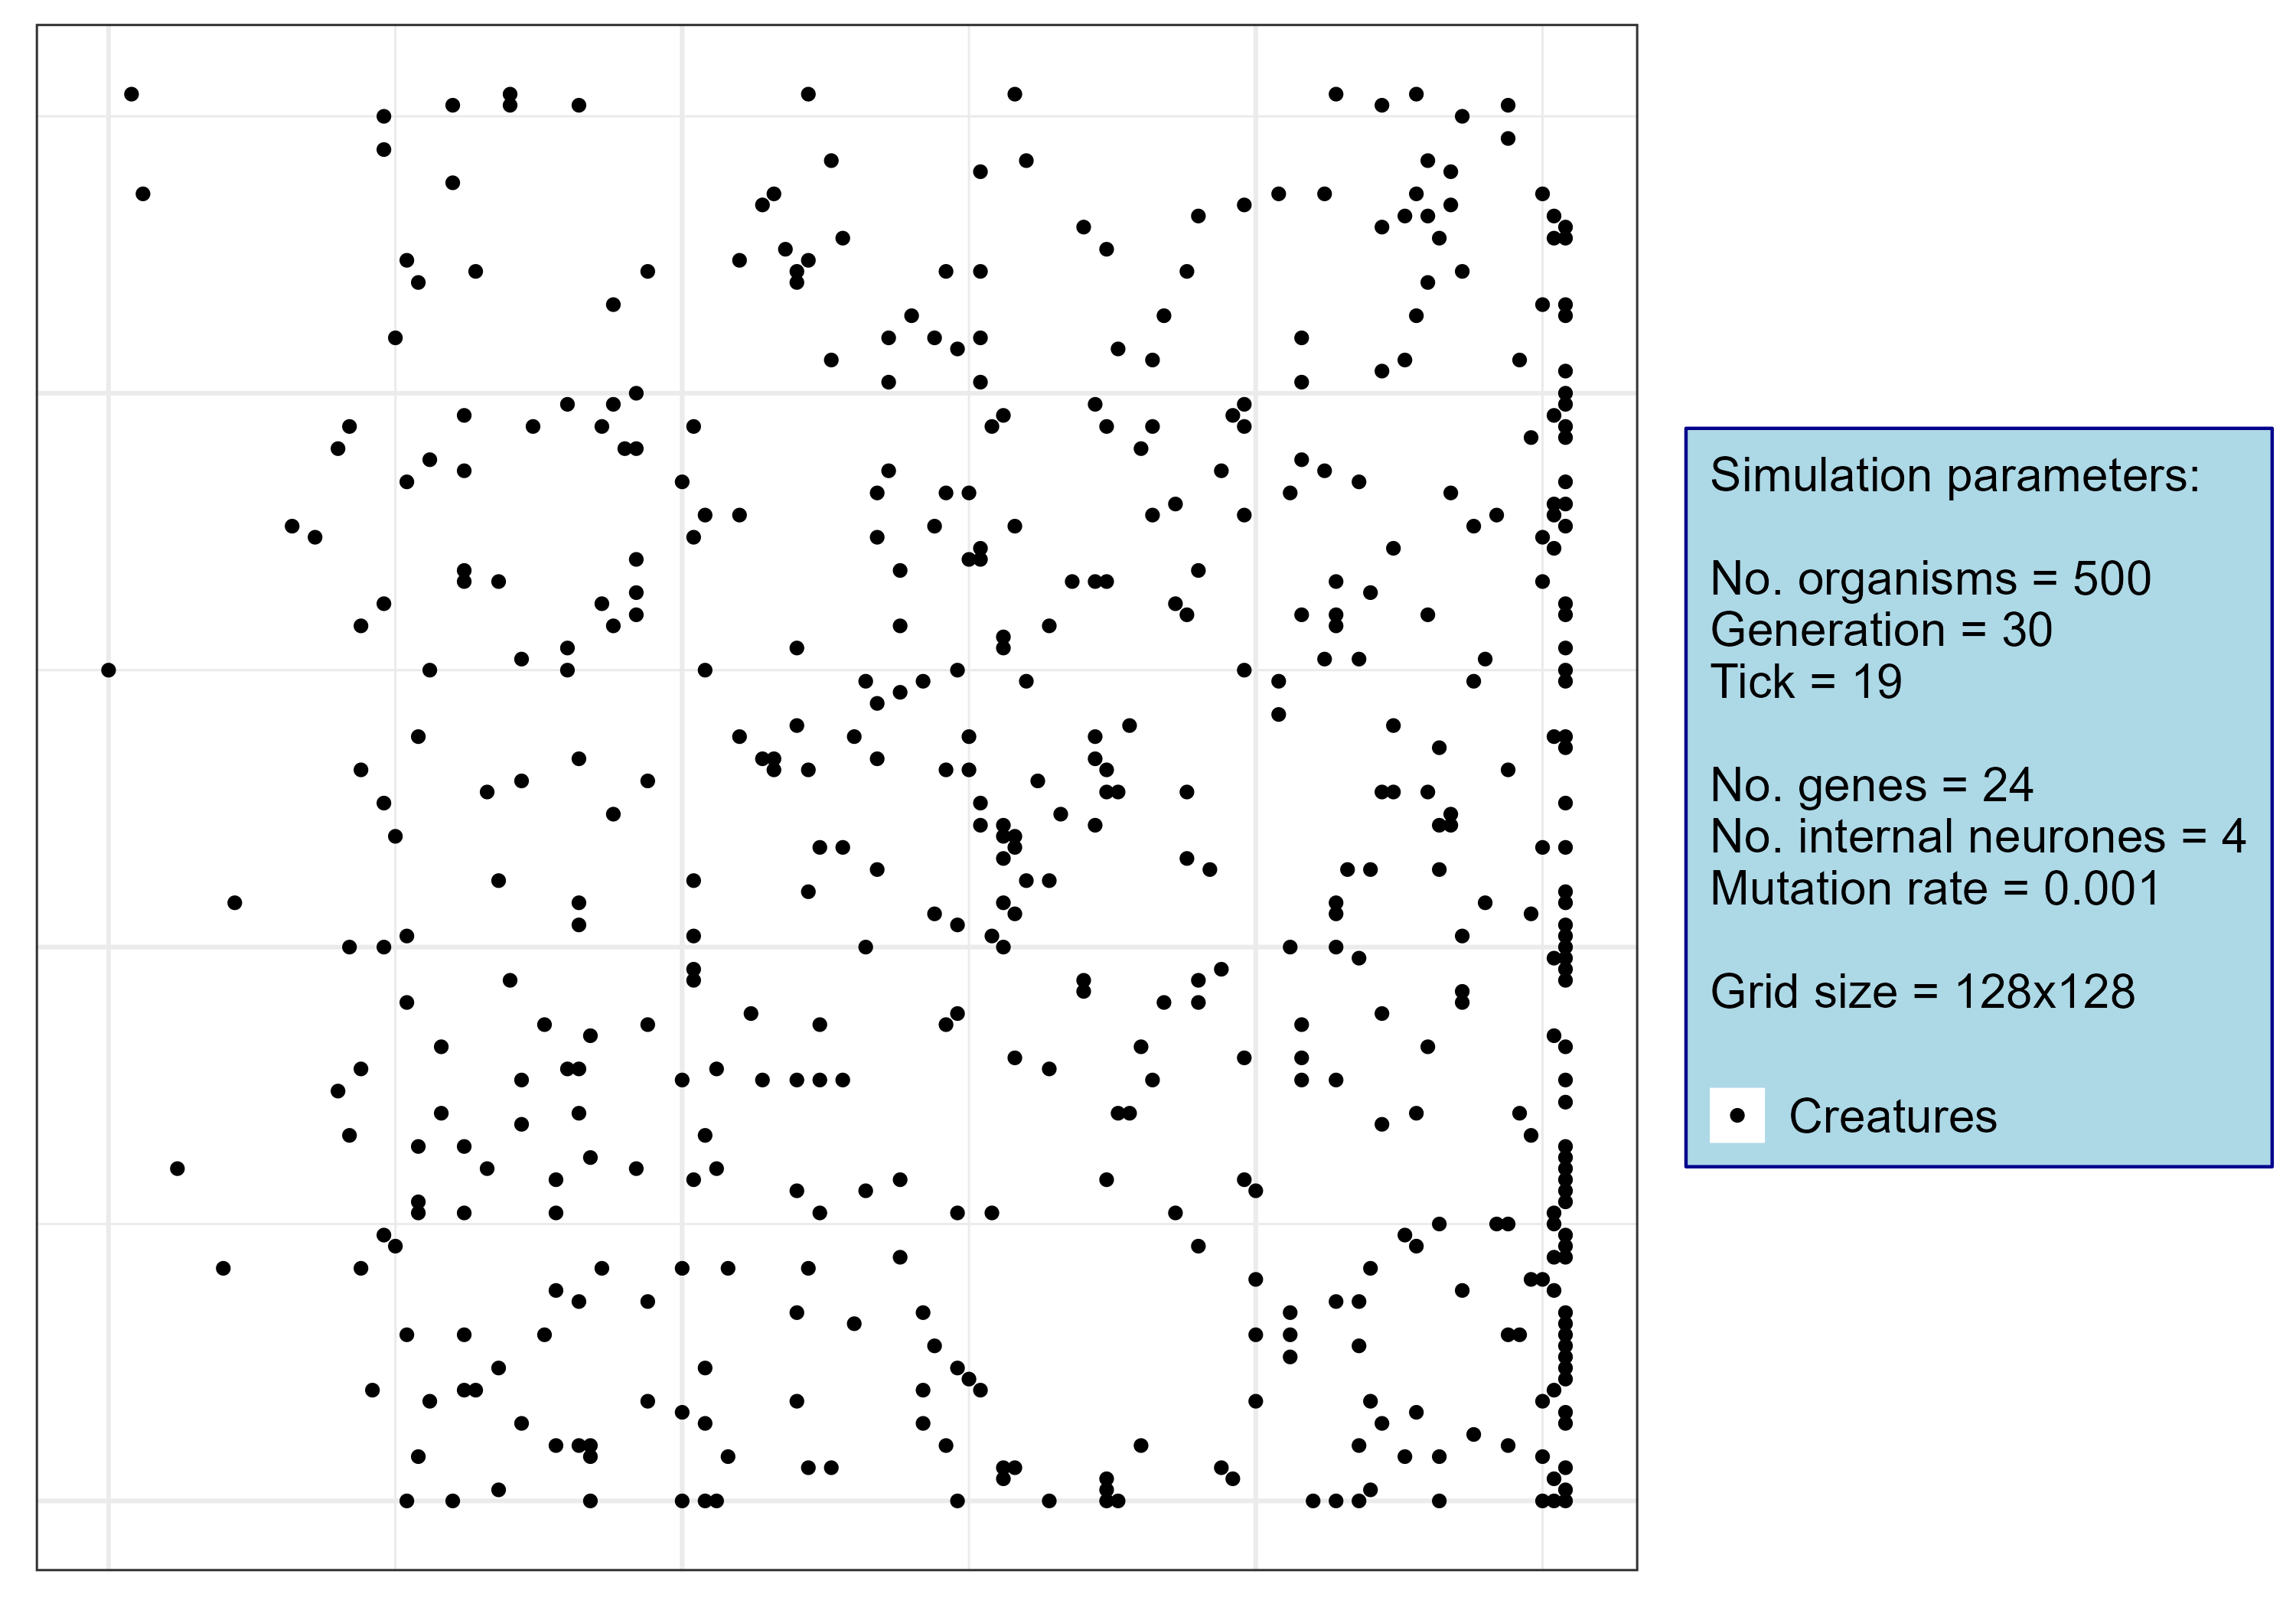 Simulation parameters:
No. organisms = 500
Generation = 30
Tick = 19
No. genes = 24
No. internal neurones = 4
Mutation rate = 0.001
Grid size = 128x128
Creatures